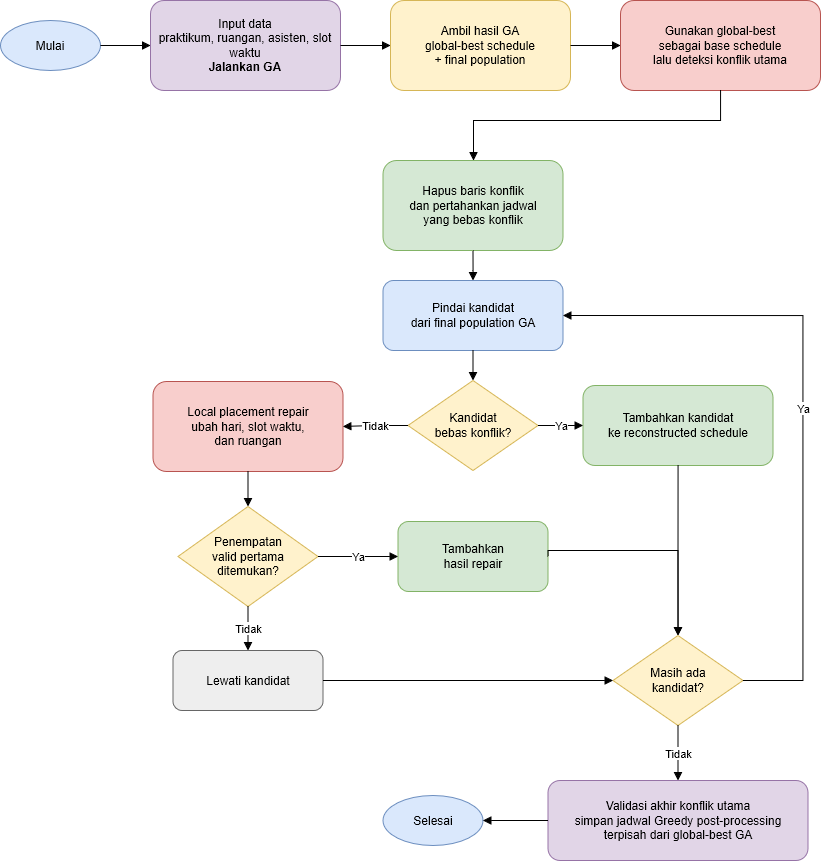 Mulai
Input data
praktikum, ruangan, asisten, slot
waktu
Jalankan GA
Ambil hasil GA
global-best schedule
+ final population
Gunakan global-best
sebagai base schedule
lalu deteksi konflik utama
Hapus baris konflik
dan pertahankan jadwal
yang bebas konflik
Pindai kandidat
dari final population GA
Kandidat
bebas konflik?
Tidak
Ya
Local placement repair
ubah hari, slot waktu,
dan ruangan
Tambahkan kandidat
ke reconstructed schedule
Ya
Penempatan
valid pertama
ditemukan?
Ya
Tambahkan
hasil repair
Tidak
Lewati kandidat
Masih ada
kandidat?
Tidak
Validasi akhir konflik utama
simpan jadwal Greedy post-processing
terpisah dari global-best GA
Selesai